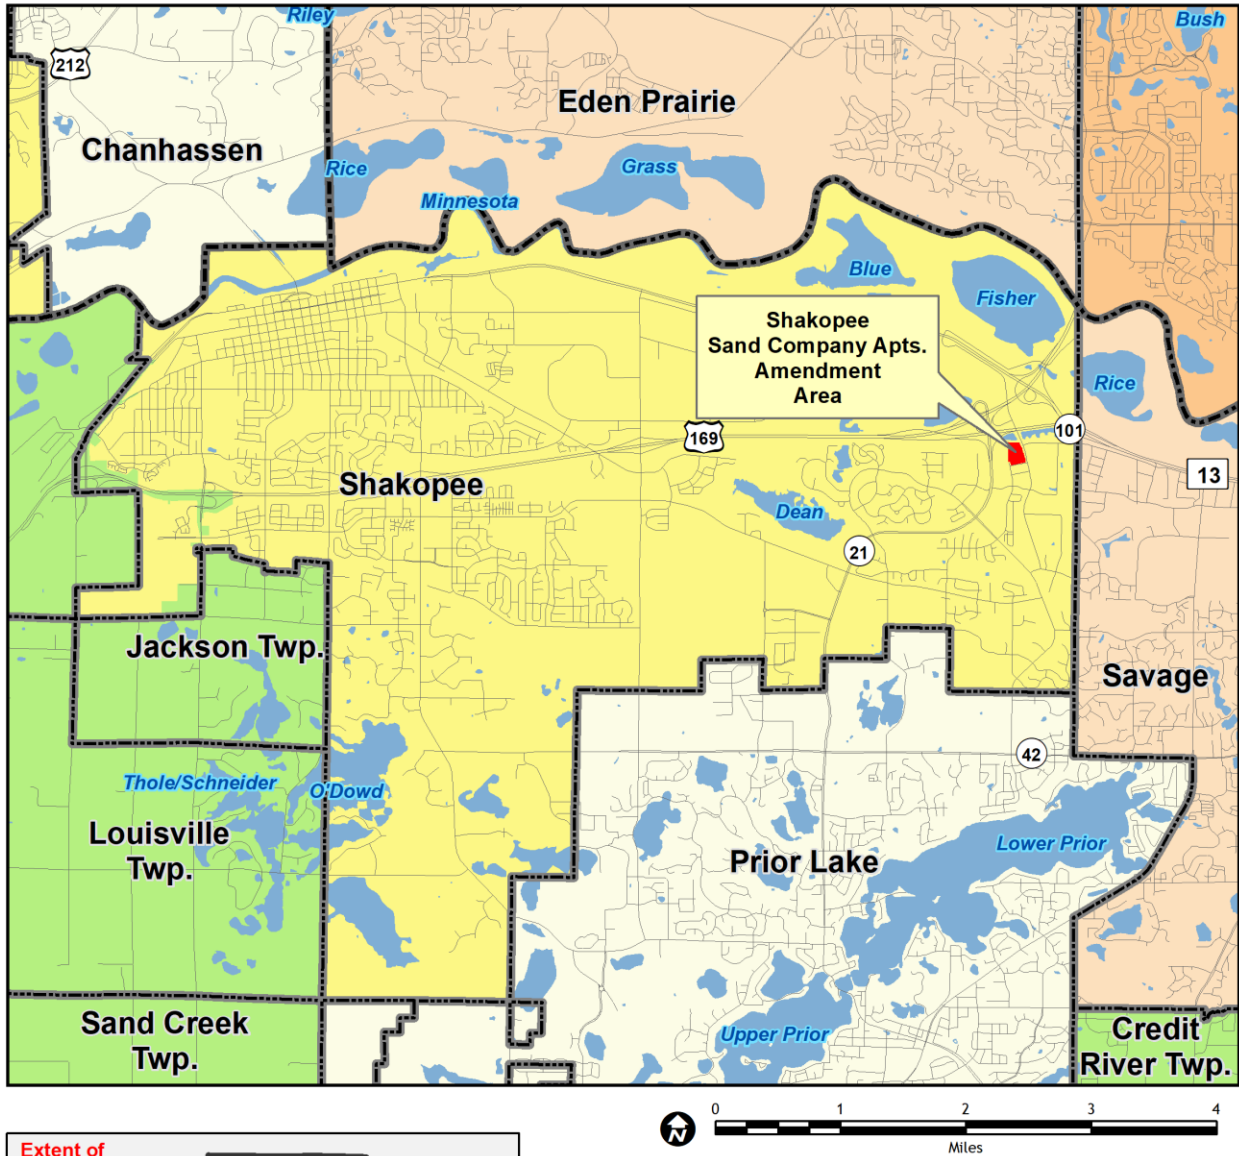 Riley
Bush
212
Eden Prairie
Chanhassen
Rice
Grass
Minnesota
Blue
Fisher
Shakopee
Sand Company Apts.
Amendment
Area
Rice
169
101
13
Shakopee
Dean
21
Jackson Twp.
Savage
42
Thole/Schneider
O'Dowd
Louisville
Twp.
Lower Prior
Prior Lake
Sand Creek
Twp.
Upper Prior
Credit
River Twp.
N
0 1 2 3 4
Miles
Extent of